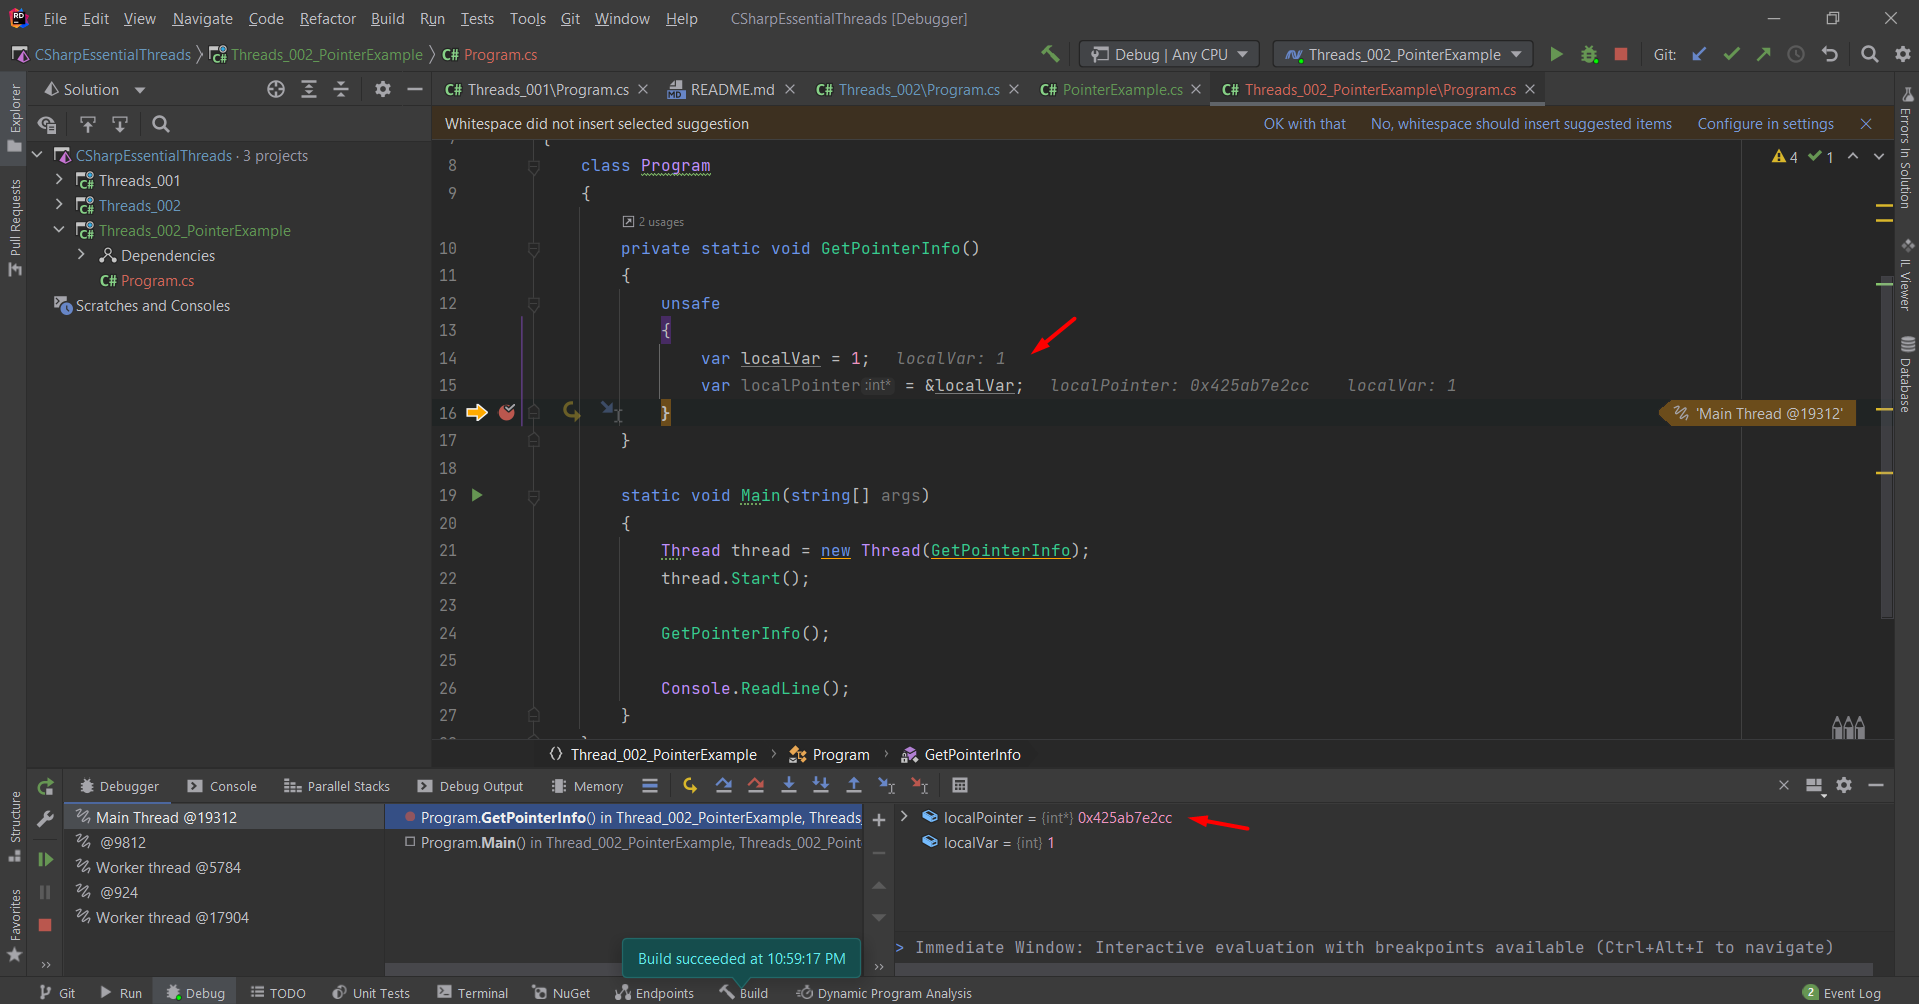 File Edit View Navigate Code Refactor Build Run Tests Tools Git Window Help CSharpEssentialThreads [Debugger]
CSharpEssentialThreads Threads_002_PointerExample C# Program.cs Debug | Any CPU Threads_002_PointerExample Git:
Solution
C# Threads_001\Program.cs README.md C# Threads_002\Program.cs C# PointerExample.cs C# Threads_002_PointerExample\Program.cs
Whitespace did not insert selected suggestion OK with that No, whitespace should insert suggested items Configure in settings
Explorer
Pull Requests
Structure
Favorites
CSharpEssentialThreads · 3 projects
Threads_001
Threads_002
Threads_002_PointerExample
Dependencies
C# Program.cs
Scratches and Consoles
4 1
8 class Program
9 {
2 usages
10 private static void GetPointerInfo()
11 {
12 unsafe
13 {
14 var localVar = 1; localVar: 1
15 var localPointer :int* = &localVar; localPointer: 0x425ab7e2cc localVar: 1
16 } 'Main Thread @19312'
17 }
18
19 static void Main(string[] args)
20 {
21 Thread thread = new Thread(GetPointerInfo);
22 thread.Start();
23
24 GetPointerInfo();
25
26 Console.ReadLine();
27 }
Thread_002_PointerExample Program GetPointerInfo
Errors In Solution
IL Viewer
Database
Debugger Console Parallel Stacks Debug Output Memory
Main Thread @19312
@9812
Worker thread @5784
@924
Worker thread @17904
Program.GetPointerInfo() in Thread_002_PointerExample, Threads_
Program.Main() in Thread_002_PointerExample, Threads_002_Point
localPointer = {int*} 0x425ab7e2cc
localVar = {int} 1
> Immediate Window: Interactive evaluation with breakpoints available (Ctrl+Alt+I to navigate)
Build succeeded at 10:59:17 PM
Git Run Debug TODO Unit Tests Terminal NuGet Endpoints Build Dynamic Program Analysis 2 Event Log